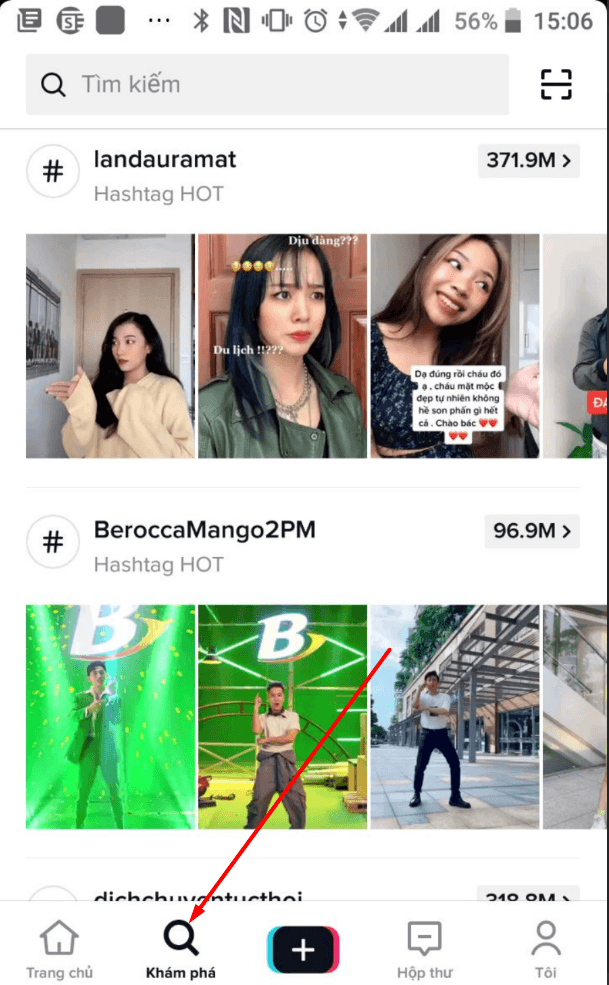 56% 15:06
Tìm kiếm
landauramat 371.9M >
Hashtag HOT
Dịu dàng???
Du lịch !!???
Dạ đúng rồi cháu đó
ạ , cháu mặt mộc
đẹp tự nhiên không
hề son phấn gì hết
cả . Chào bác
BeroccaMango2PM 96.9M >
Hashtag HOT
B
B
dichchuyentucthoi 318.8M >
Trang chủ Khám phá Hộp thư Tôi